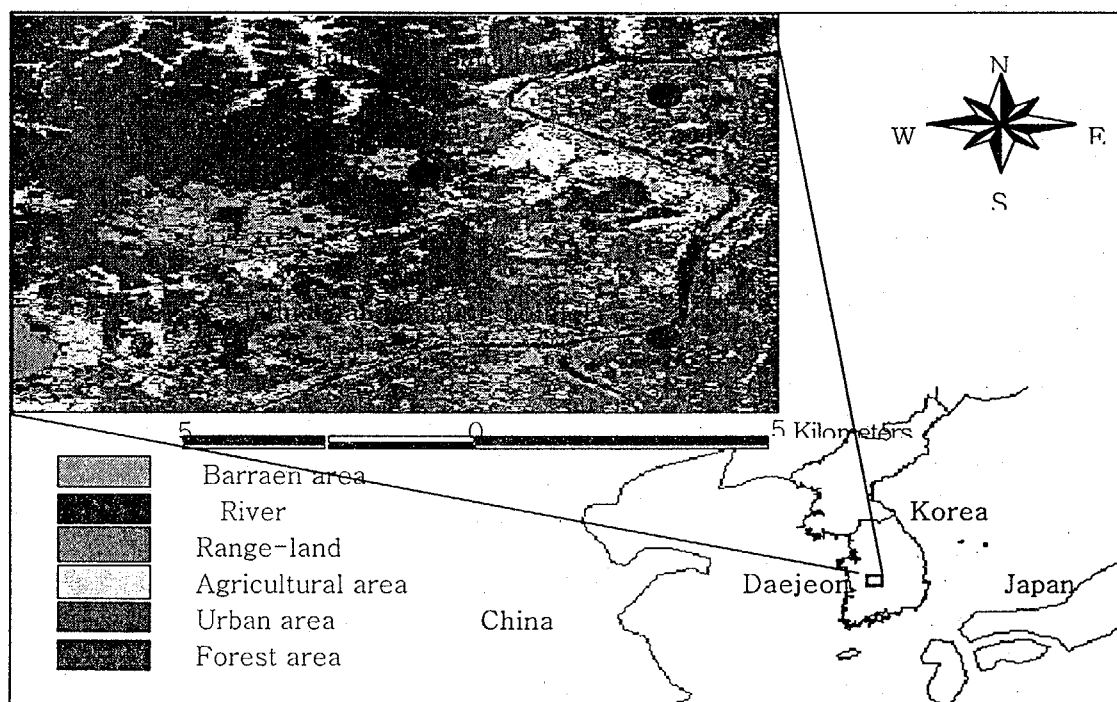 N
W E
S
5 0 5 Kilometers
Barraen area
River
Range-land
Agricultural area
Urban area
Forest area
Korea
Daejeon
Japan
China